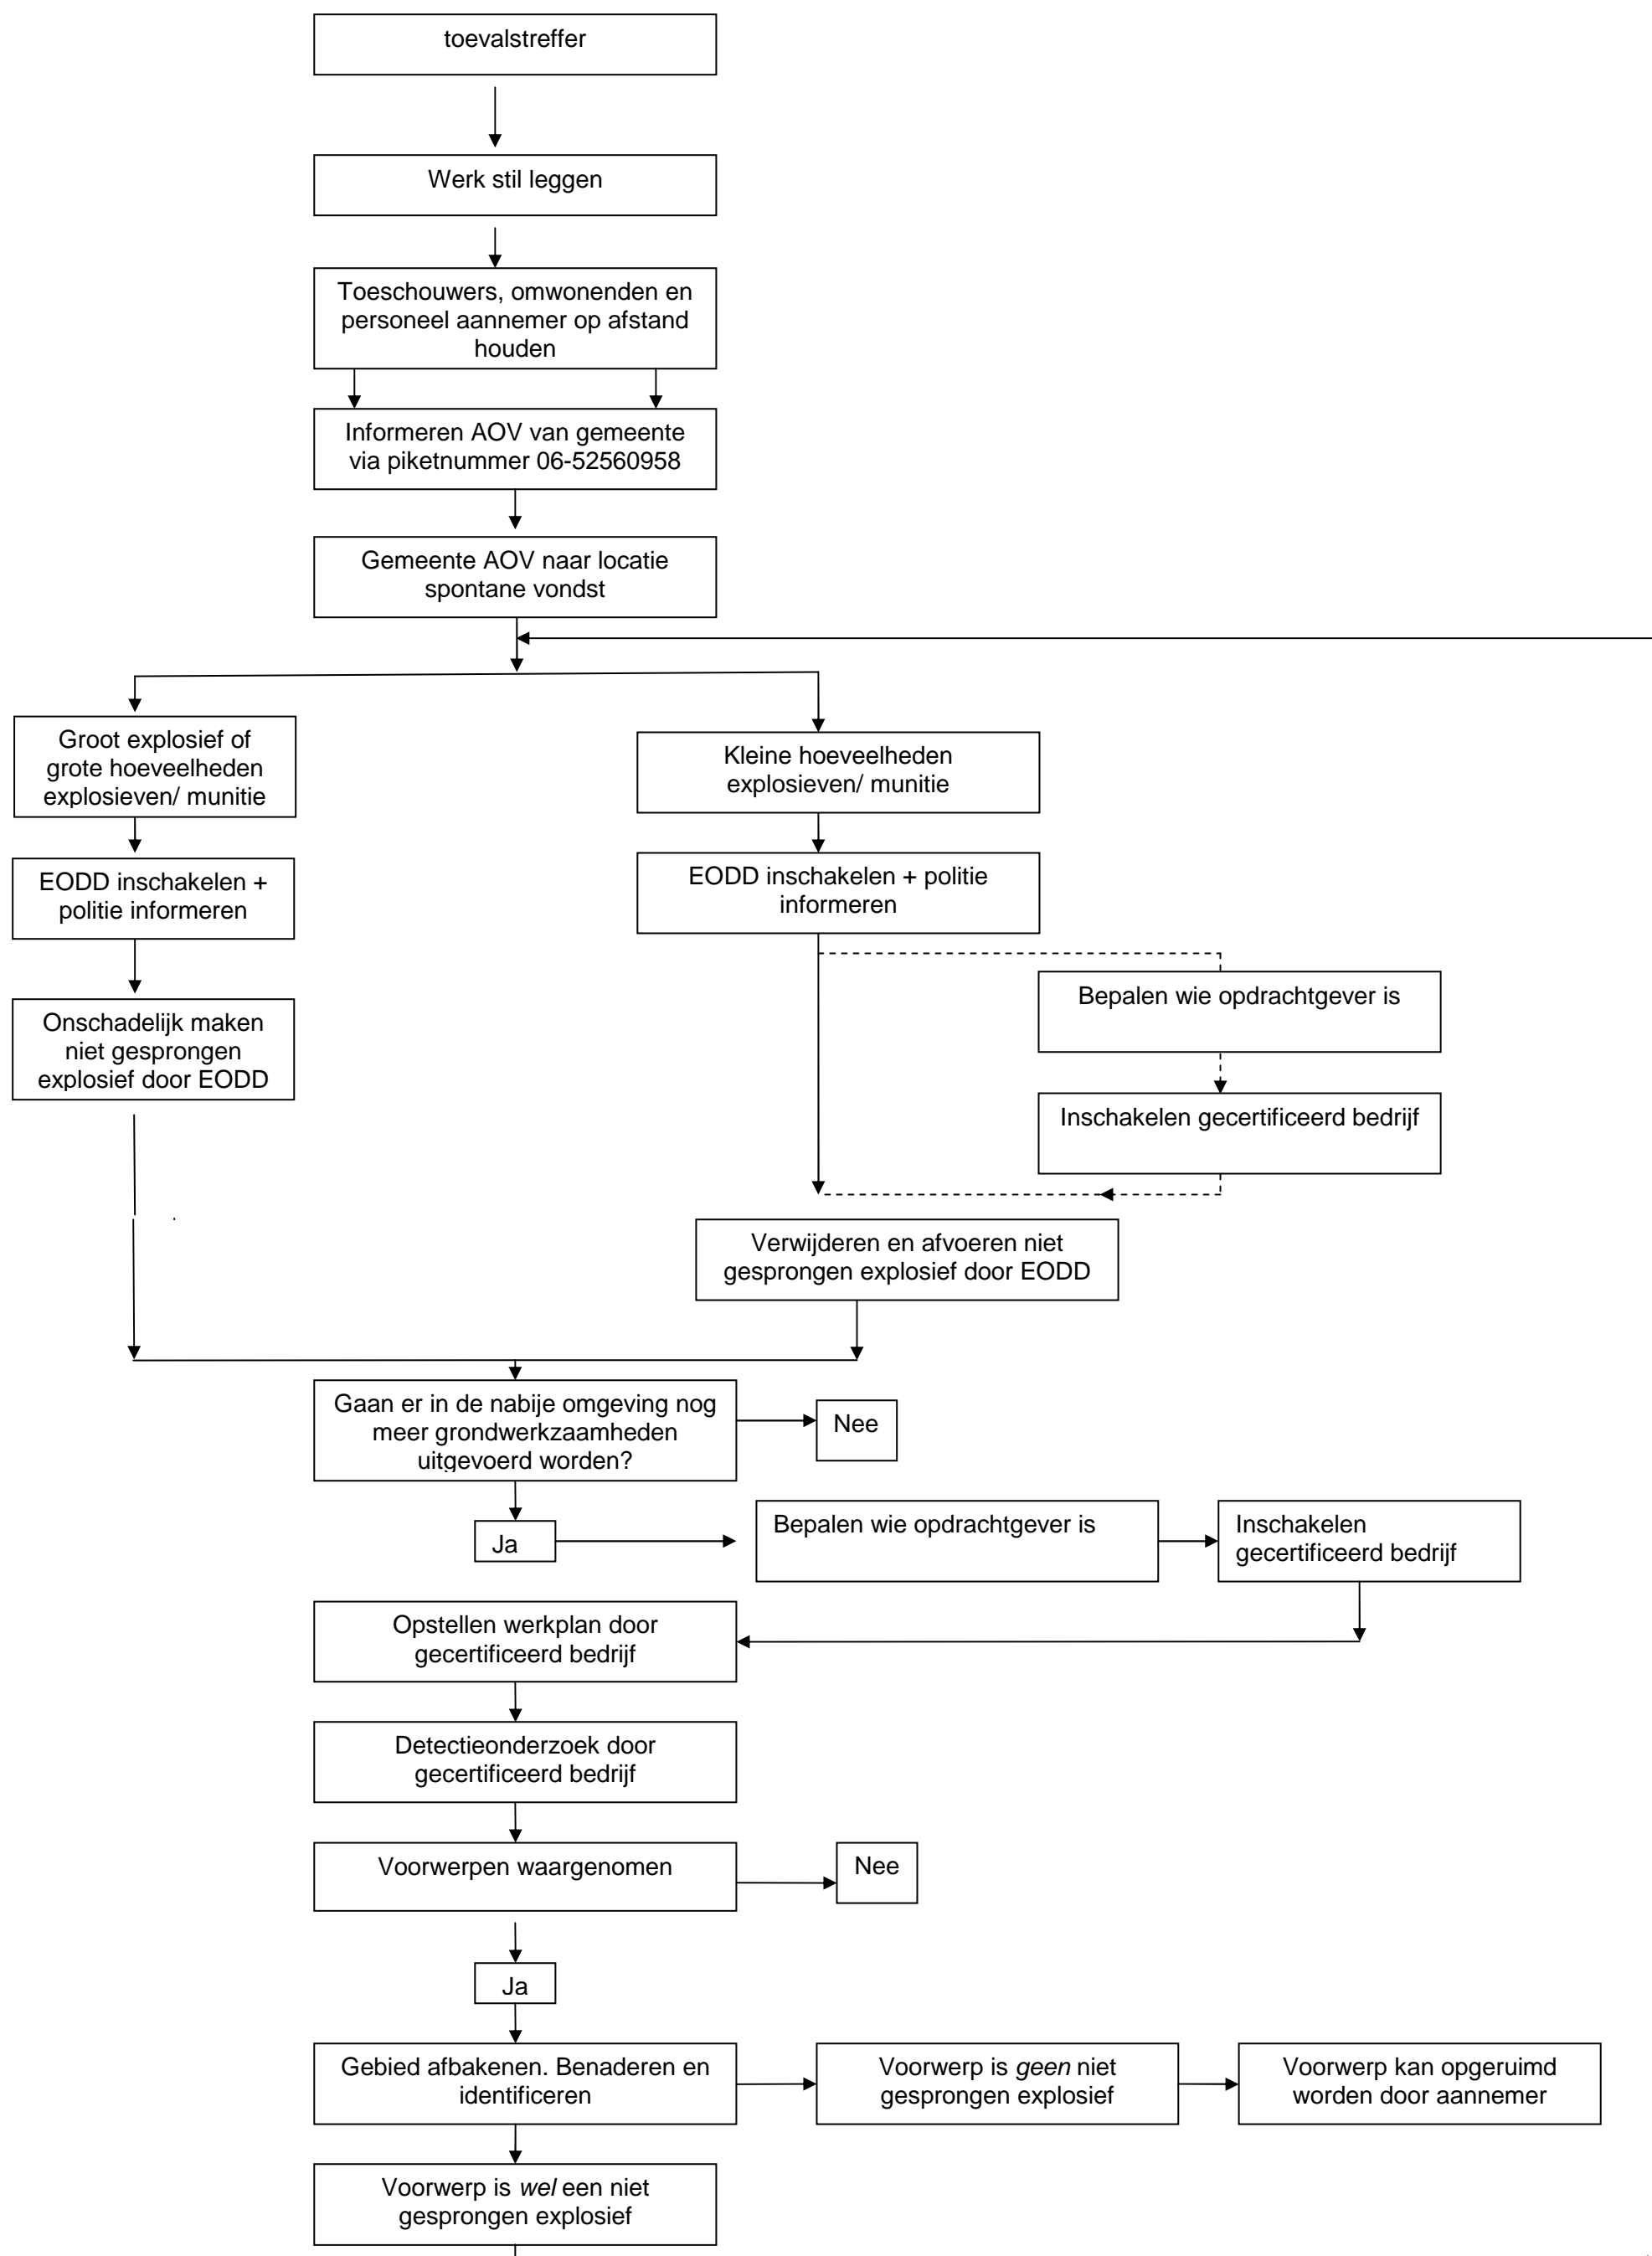 toevalstreffer
Werk stil leggen
Toeschouwers, omwonenden en
personeel aannemer op afstand
houden
Informeren AOV van gemeente
via piketnummer 06-52560958
Gemeente AOV naar locatie
spontane vondst
Groot explosief of
grote hoeveelheden
explosieven/ munitie
Kleine hoeveelheden
explosieven/ munitie
EODD inschakelen +
politie informeren
EODD inschakelen + politie
informeren
Bepalen wie opdrachtgever is
Onschadelijk maken
niet gesprongen
explosief door EODD
Inschakelen gecertificeerd bedrijf
Verwijderen en afvoeren niet
gesprongen explosief door EODD
Gaan er in de nabije omgeving nog
meer grondwerkzaamheden
uitgevoerd worden?
Nee
Ja
Bepalen wie opdrachtgever is
Inschakelen
gecertificeerd bedrijf
Opstellen werkplan door
gecertificeerd bedrijf
Detectieonderzoek door
gecertificeerd bedrijf
Voorwerpen waargenomen
Nee
Ja
Gebied afbakenen. Benaderen en
identificeren
Voorwerp is geen niet
gesprongen explosief
Voorwerp kan opgeruimd
worden door aannemer
Voorwerp is wel een niet
gesprongen explosief